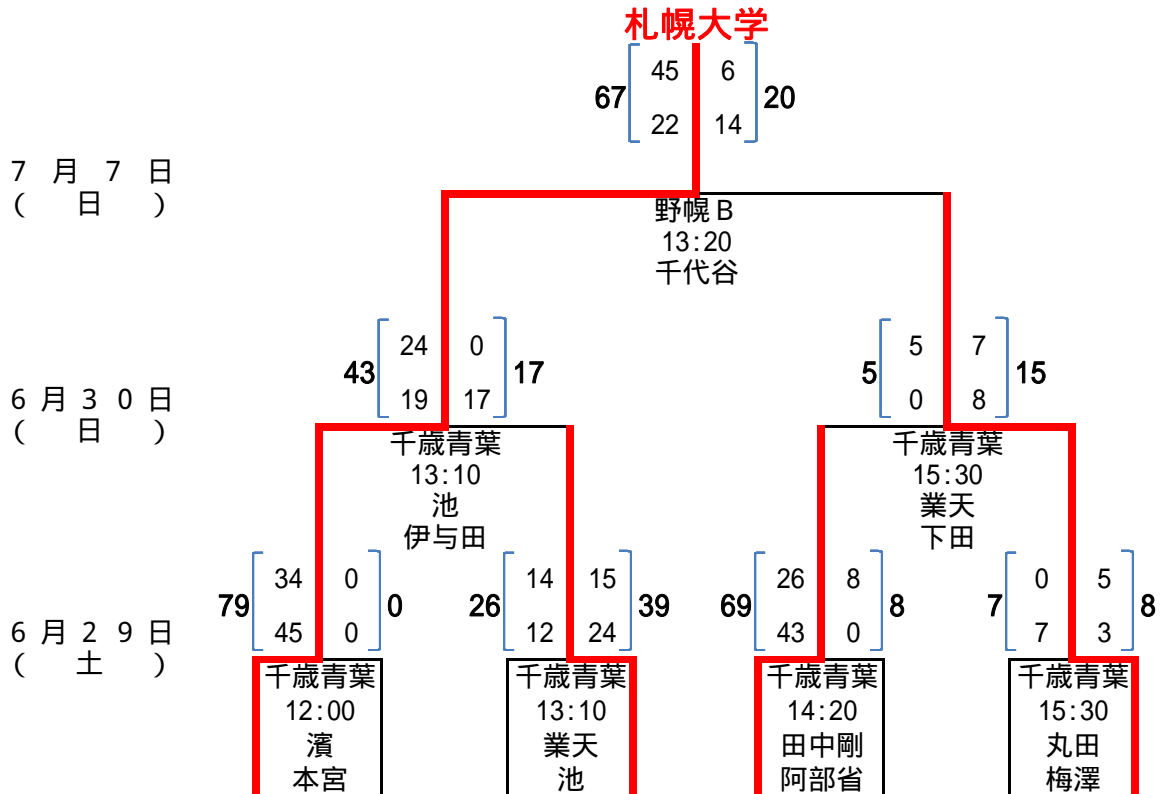 札幌大学
67 45 6 20
22 14
7月7日
(日)
野幌B
13:20
千代谷
43 24 0 17
19 17
5 5 7 15
0 8
6月30日
(日)
千歳青葉
13:10
池
伊与田
千歳青葉
15:30
業天
下田
79 34 0 0
45 0
26 14 15 39
12 24
69 26 8 8
43 0
7 0 5 8
7 3
6月29日
(土)
千歳青葉
12:00
濱
本宮
千歳青葉
13:10
業天
池
千歳青葉
14:20
田中剛
阿部省
千歳青葉
15:30
丸田
梅澤